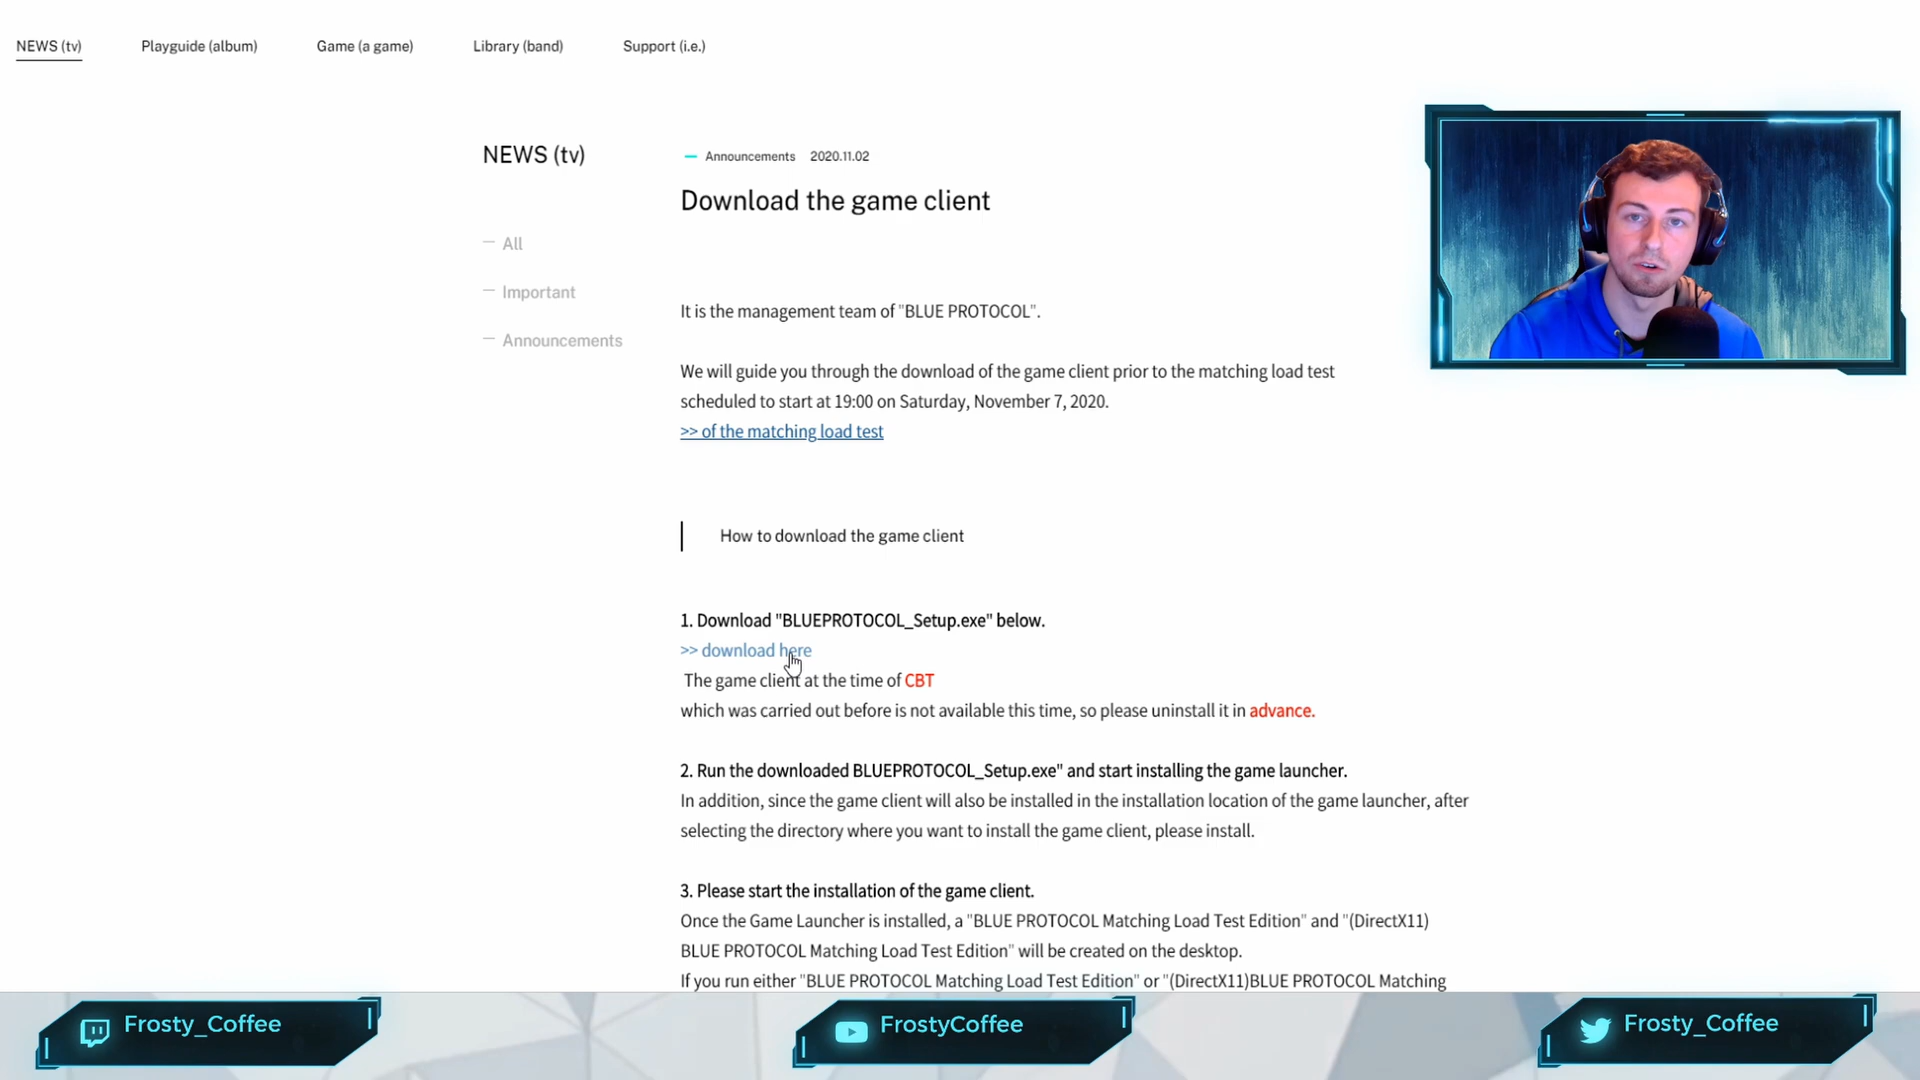 NEWS (tv)
Playguide (album)
Game (a game)
Library (band)
Support (i.e.)
NEWS (tv)
All
Important
Announcements
Announcements 2020.11.02
Download the game client
It is the management team of "BLUE PROTOCOL".
We will guide you through the download of the game client prior to the matching load test
scheduled to start at 19:00 on Saturday, November 7, 2020.
>> of the matching load test
How to download the game client
1. Download "BLUEPROTOCOL_Setup.exe" below.
>> download here
The game client at the time of CBT
which was carried out before is not available this time, so please uninstall it in advance.
2. Run the downloaded BLUEPROTOCOL_Setup.exe" and start installing the game launcher.
In addition, since the game client will also be installed in the installation location of the game launcher, after
selecting the directory where you want to install the game client, please install.
3. Please start the installation of the game client.
Once the Game Launcher is installed, a "BLUE PROTOCOL Matching Load Test Edition" and "(DirectX11)
BLUE PROTOCOL Matching Load Test Edition" will be created on the desktop.
If you run either "BLUE PROTOCOL Matching Load Test Edition" or "(DirectX11)BLUE PROTOCOL Matching
Frosty_Coffee
FrostyCoffee
Frosty_Coffee